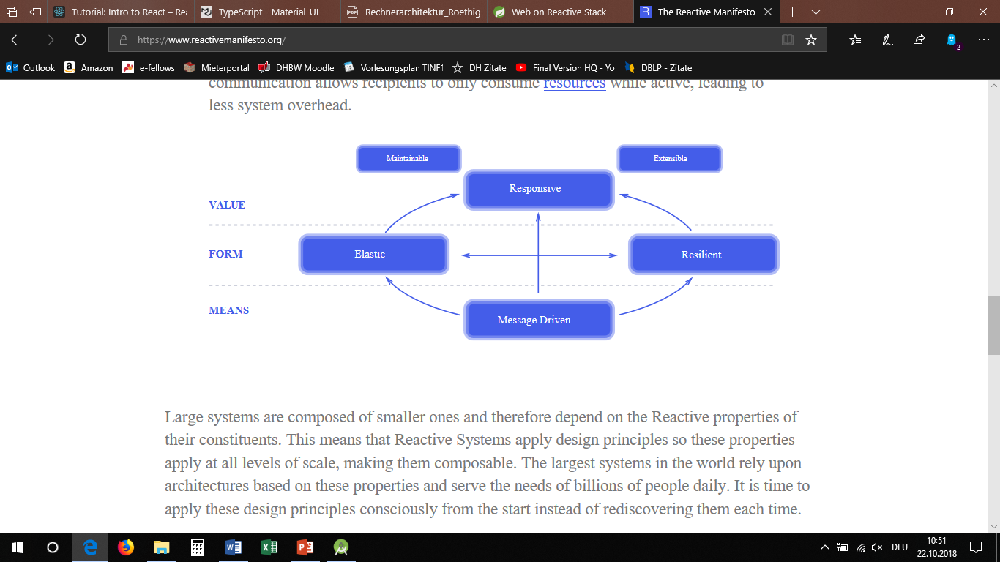 Tutorial: Intro to React – Rea
TypeScript - Material-UI
Rechnerarchitektur_Roethig
Web on Reactive Stack
The Reactive Manifesto
https://www.reactivemanifesto.org/
2
Outlook
Amazon
e-fellows
Mieterportal
DHBW Moodle
Vorlesungsplan TINF1
DH Zitate
Final Version HQ - Yo
DBLP - Zitate
communication allows recipients to only consume resources while active, leading to
less system overhead.
Maintainable
Extensible
Responsive
VALUE
FORM
Elastic
Resilient
MEANS
Message Driven
Large systems are composed of smaller ones and therefore depend on the Reactive properties of
their constituents. This means that Reactive Systems apply design principles so these properties
apply at all levels of scale, making them composable. The largest systems in the world rely upon
architectures based on these properties and serve the needs of billions of people daily. It is time to
apply these design principles consciously from the start instead of rediscovering them each time.
DEU
10:51
22.10.2018